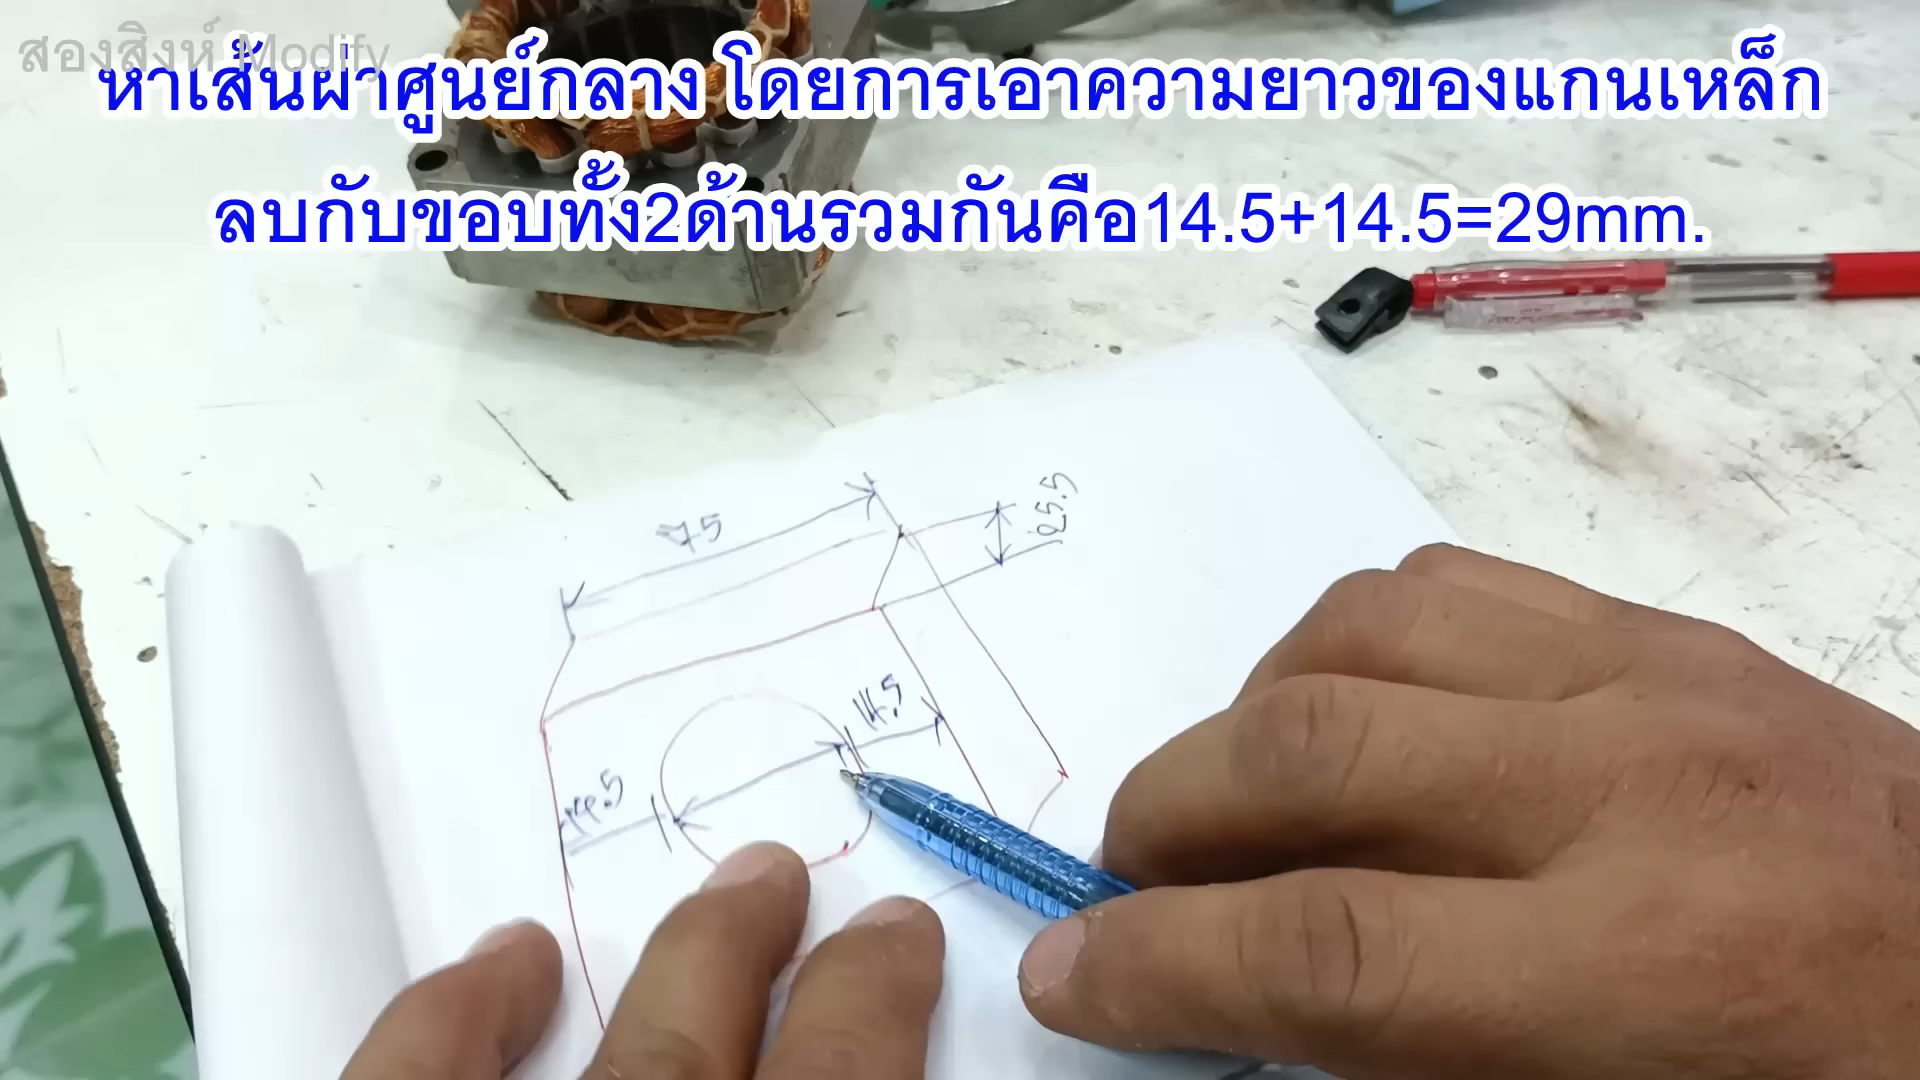 สองสิงห์ Modify
หาเส้นผ่าศูนย์กลาง โดยการเอาความยาวของแกนเหล็ก
ลบกับขอบทั้ง2ด้านรวมกันคือ14.5+14.5=29mm.
75
14.5
14.5